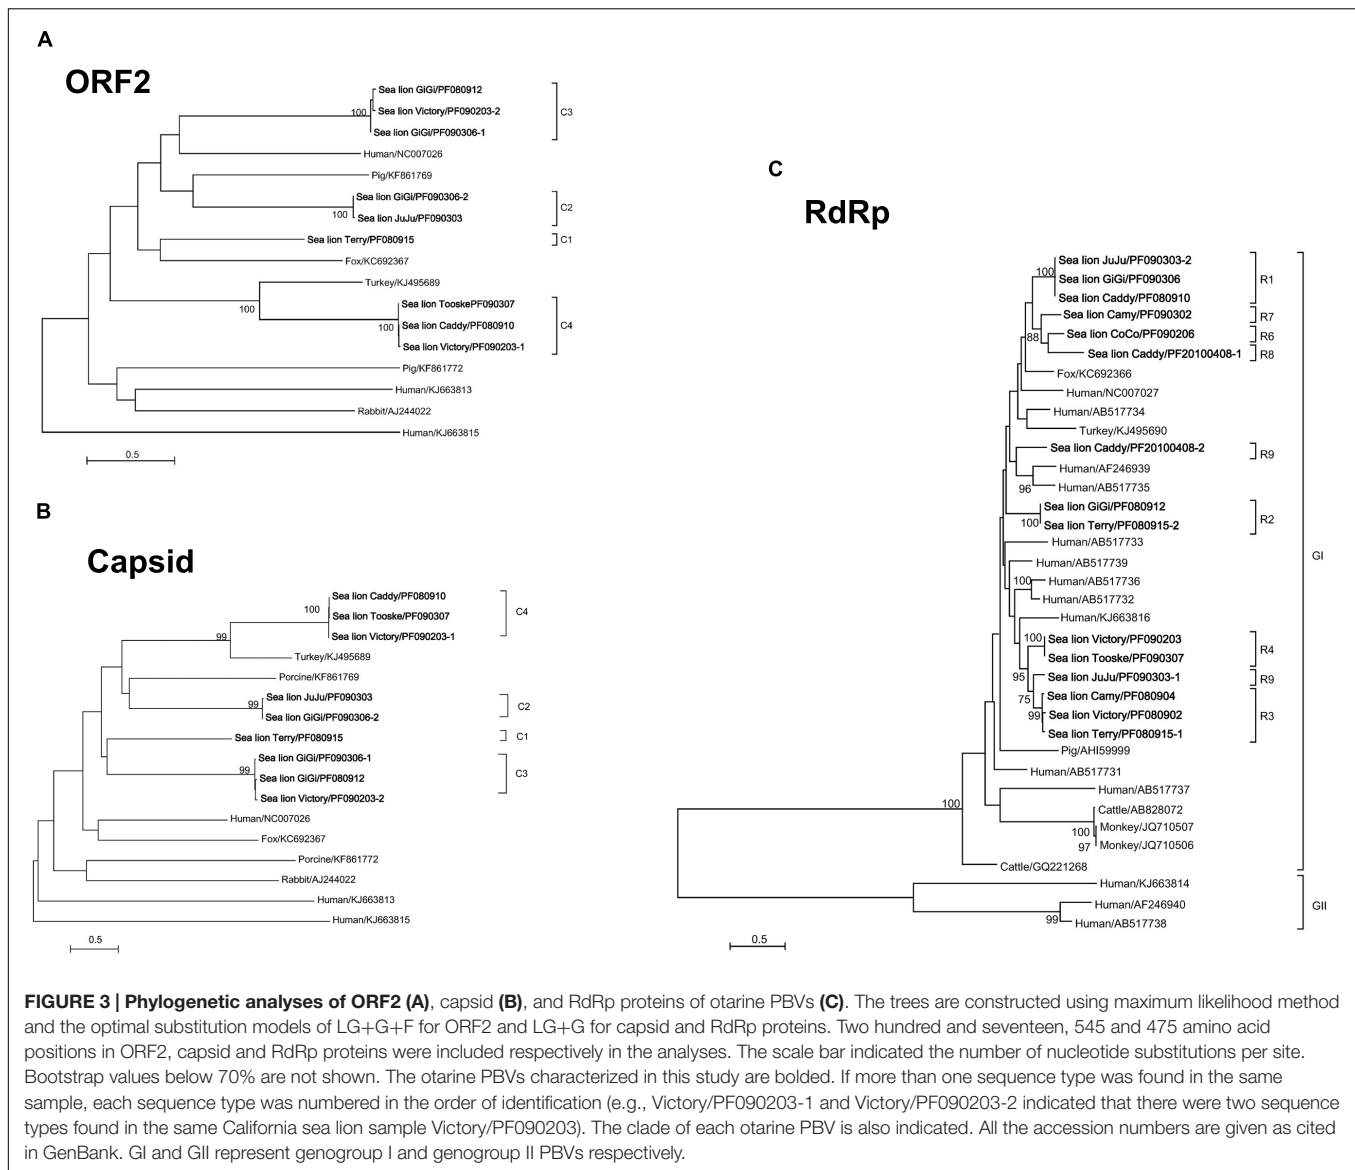 A
ORF2
Sea lion GiGi/PF080912
100
Sea lion Victory/PF090203-2
C3
Sea lion GiGi/PF090306-1
Human/NC007026
Pig/KF861769
Sea lion GiGi/PF090306-2
C2
100
Sea lion JuJu/PF090303
Sea lion Terry/PF080915
C1
Fox/KC692367
Turkey/KJ495689
100
Sea lion TooskePF090307
100
Sea lion Caddy/PF080910
C4
Sea lion Victory/PF090203-1
Pig/KF861772
Human/KJ663813
Rabbit/AJ244022
Human/KJ663815
0.5
B
Capsid
Sea lion Caddy/PF080910
100
Sea lion Tooske/PF090307
C4
Sea lion Victory/PF090203-1
99
Turkey/KJ495689
Porcine/KF861769
Sea lion JuJu/PF090303
99
C2
Sea lion GiGi/PF090306-2
Sea lion Terry/PF080915
C1
Sea lion GiGi/PF090306-1
99
Sea lion GiGi/PF080912
C3
Sea lion Victory/PF090203-2
Human/NC007026
Fox/KC692367
Porcine/KF861772
Rabbit/AJ244022
Human/KJ663813
Human/KJ663815
0.5
C
RdRp
Sea lion JuJu/PF090303-2
100
Sea lion GiGi/PF090306
R1
Sea lion Caddy/PF080910
Sea lion Camy/PF090302
R7
88
Sea lion CoCo/PF090206
R6
Sea lion Caddy/PF20100408-1
R8
Fox/KC692366
Human/NC007027
Human/AB517734
Turkey/KJ495690
Sea lion Caddy/PF20100408-2
R9
Human/AF246939
96
Human/AB517735
Sea lion GiGi/PF080912
R2
100
Sea lion Terry/PF080915-2
Human/AB517733
GI
Human/AB517739
100
Human/AB517736
Human/AB517732
Human/KJ663816
100
Sea lion Victory/PF090203
R4
Sea lion Tooske/PF090307
95
Sea lion JuJu/PF090303-1
R9
75
Sea lion Camy/PF080904
99
Sea lion Victory/PF080902
R3
Sea lion Terry/PF080915-1
Pig/AHI59999
Human/AB517731
Human/AB517737
100
Cattle/AB828072
100
Monkey/JQ710507
97
Monkey/JQ710506
Cattle/GQ221268
Human/KJ663814
Human/AF246940
GII
99
Human/AB517738
0.5
FIGURE 3 | Phylogenetic analyses of ORF2 (A), capsid (B), and RdRp proteins of otarine PBVs (C). The trees are constructed using maximum likelihood method
and the optimal substitution models of LG+G+F for ORF2 and LG+G for capsid and RdRp proteins. Two hundred and seventeen, 545 and 475 amino acid
positions in ORF2, capsid and RdRp proteins were included respectively in the analyses. The scale bar indicated the number of nucleotide substitutions per site.
Bootstrap values below 70% are not shown. The otarine PBVs characterized in this study are bolded. If more than one sequence type was found in the same
sample, each sequence type was numbered in the order of identification (e.g., Victory/PF090203-1 and Victory/PF090203-2 indicated that there were two sequence
types found in the same California sea lion sample Victory/PF090203). The clade of each otarine PBV is also indicated. All the accession numbers are given as cited
in GenBank. GI and GII represent genogroup I and genogroup II PBVs respectively.